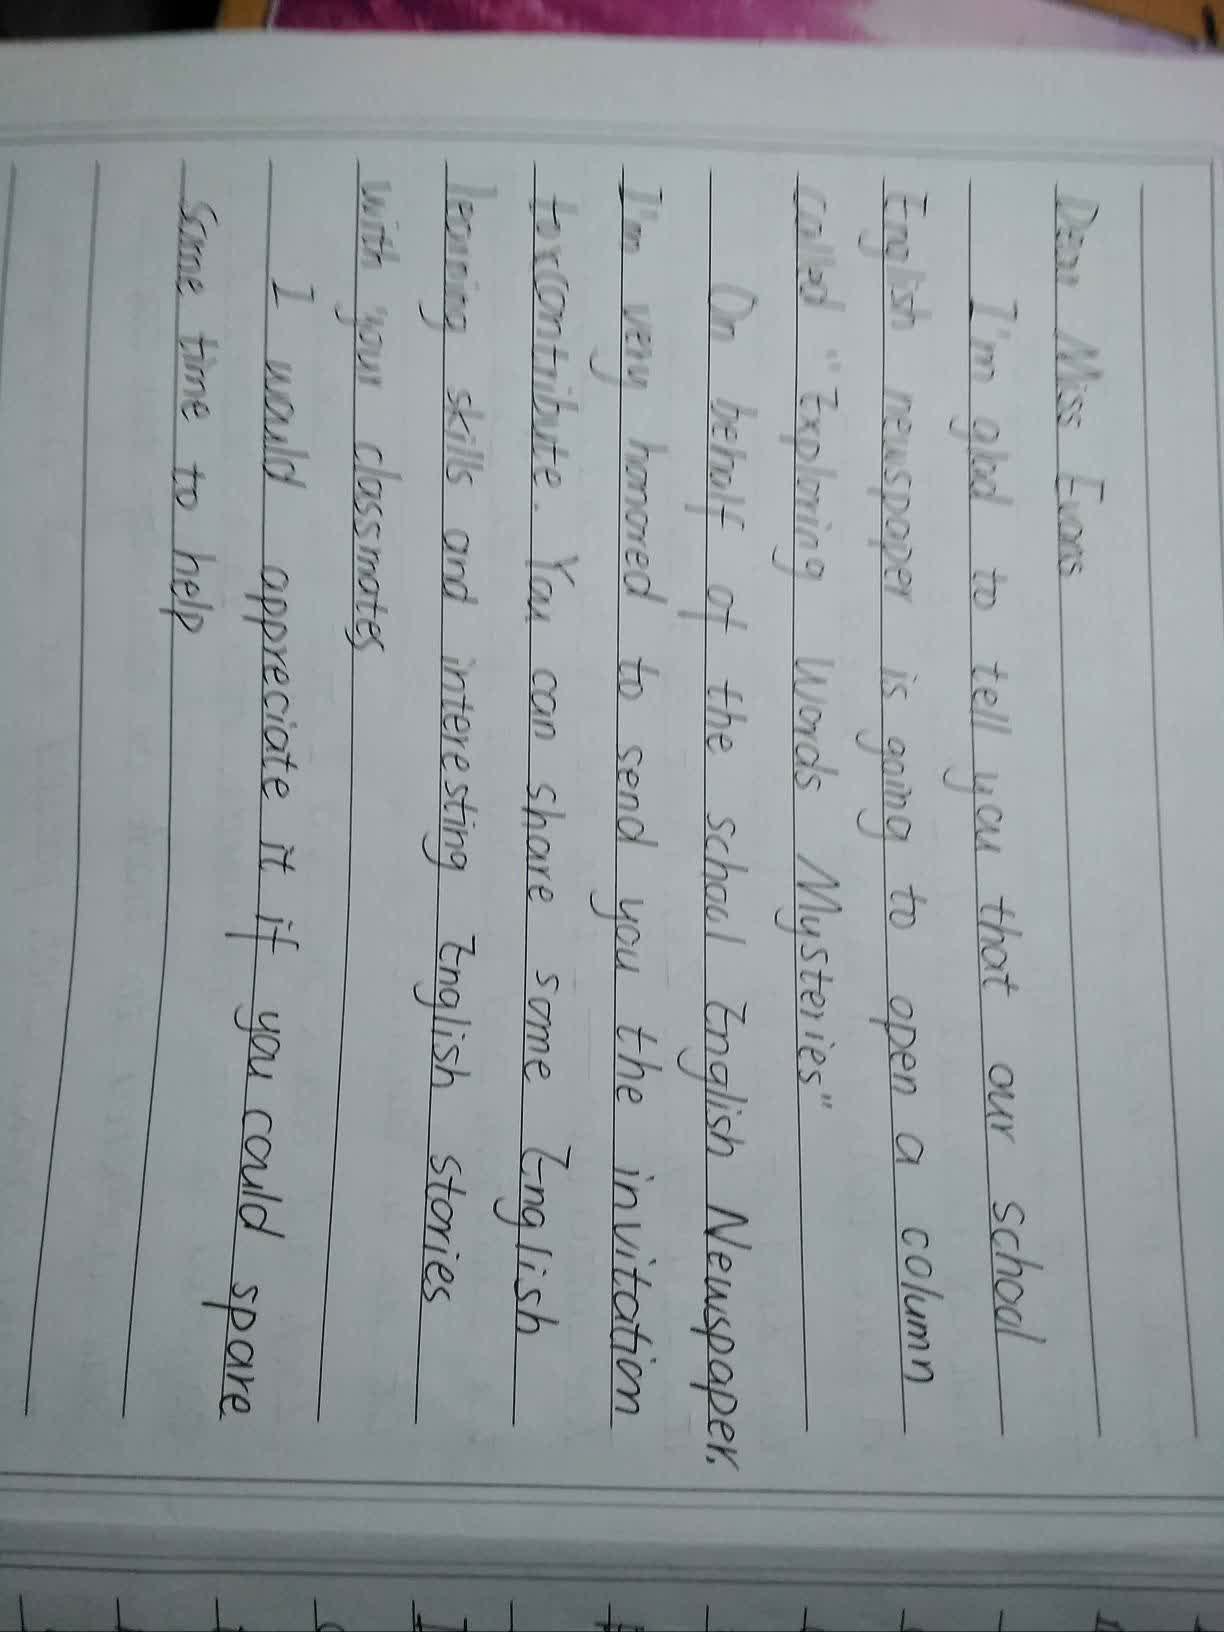 Dear Miss Evans
I'm glad to tell you that our school
English newspaper is going to open a column
called "Exploring Words Mysteries"
On behalf of the school English Newspaper.
I'm very honored to send you the invitation
to contribute. You can share some English
learning skills and interesting English stories
with your classmates
I would appreciate it if you could spare
some time to help